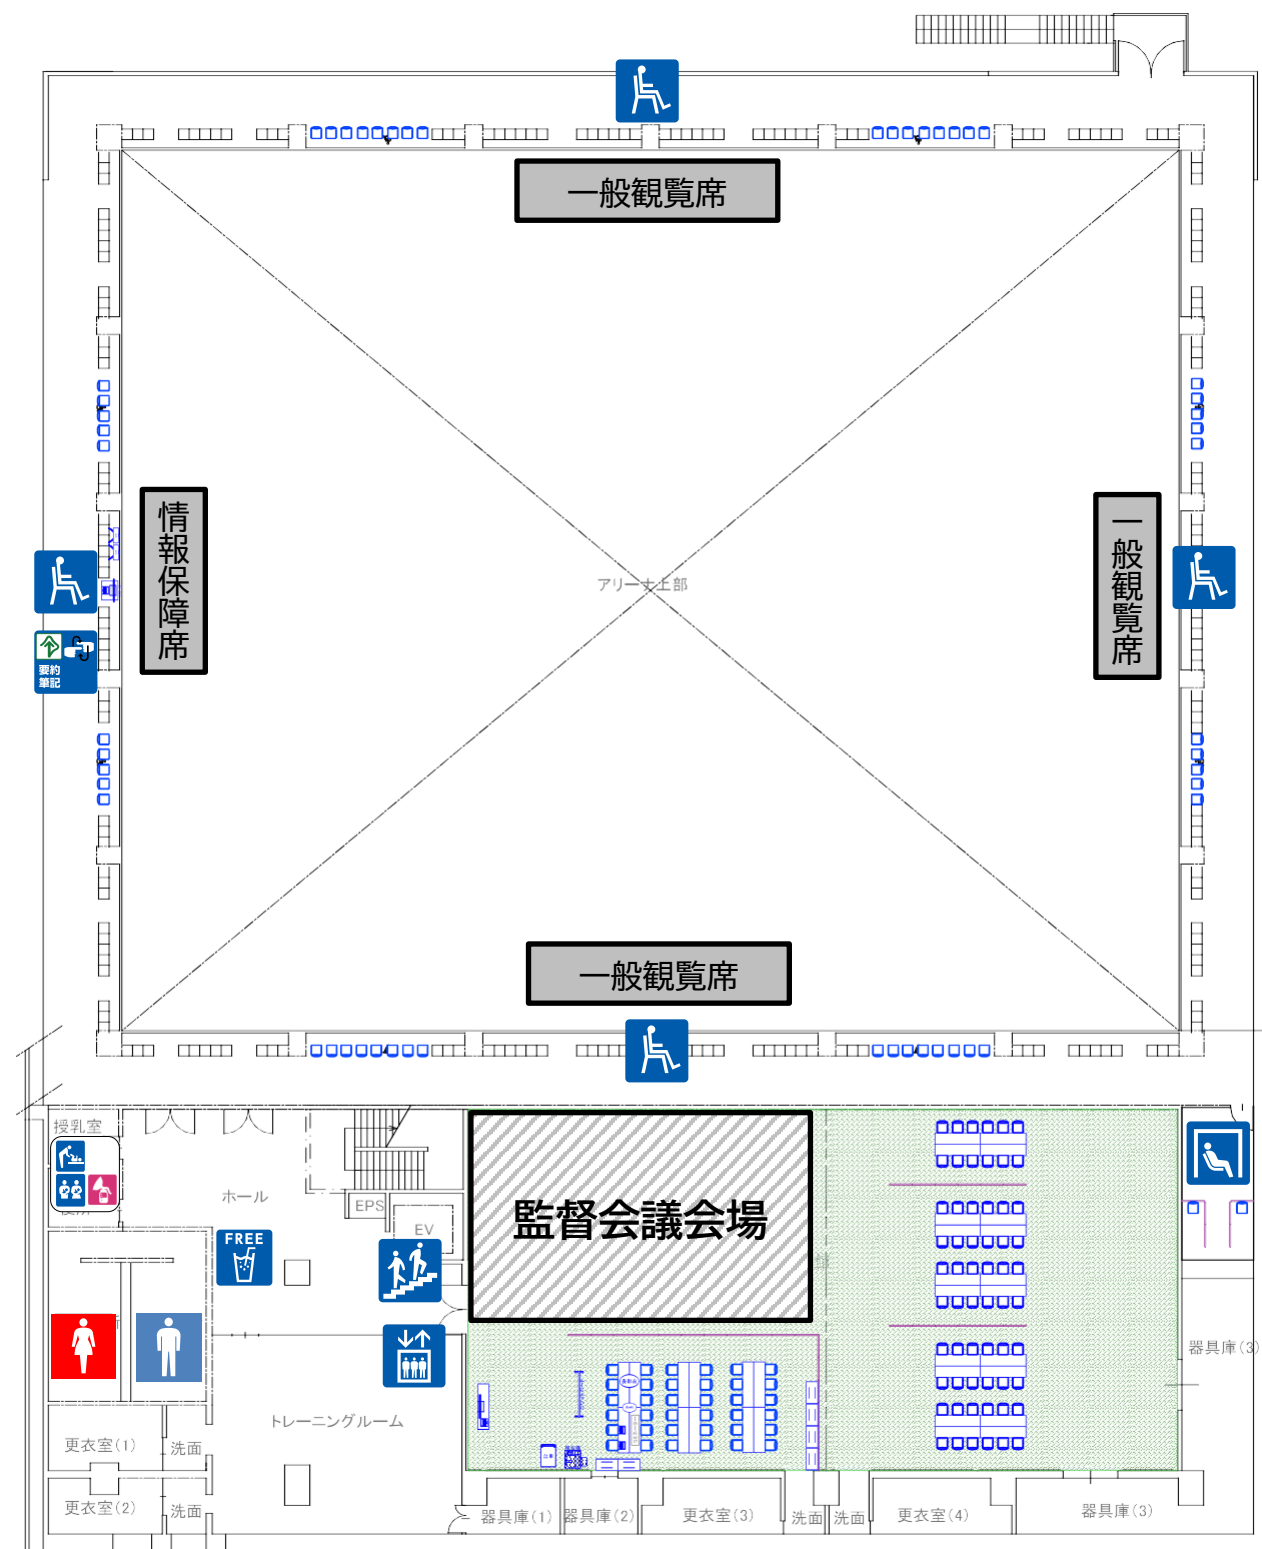 一般観覧席
情報保障席
一般観覧席
アリーナ上部
要約
筆記
一般観覧席
授乳室
ホール
EPS
EV
監督会議会場
FREE
器具庫(3)
トレーニングルーム
更衣室(1)
洗面
更衣室(2)
洗面
器具庫(1)
器具庫(2)
更衣室(3)
洗面
洗面
更衣室(4)
器具庫(3)